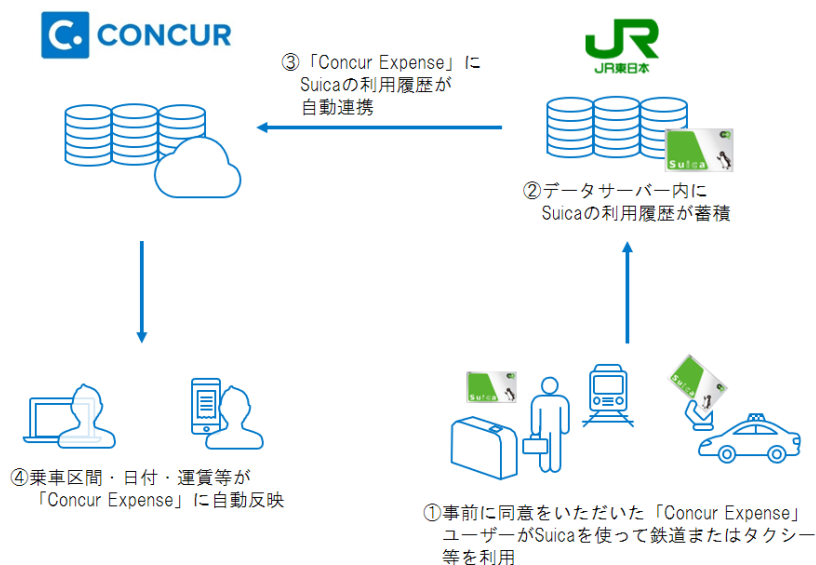 C. CONCUR
JR
JR東日本
③「Concur Expense」に
Suicaの利用履歴が
自動連携
Suica
②データサーバー内に
Suicaの利用履歴が蓄積
Suica
Suica
④乗車区間・日付・運賃等が
「Concur Expense」に自動反映
①事前に同意をいただいた「Concur Expense」
ユーザーがSuicaを使って鉄道またはタクシー
等を利用